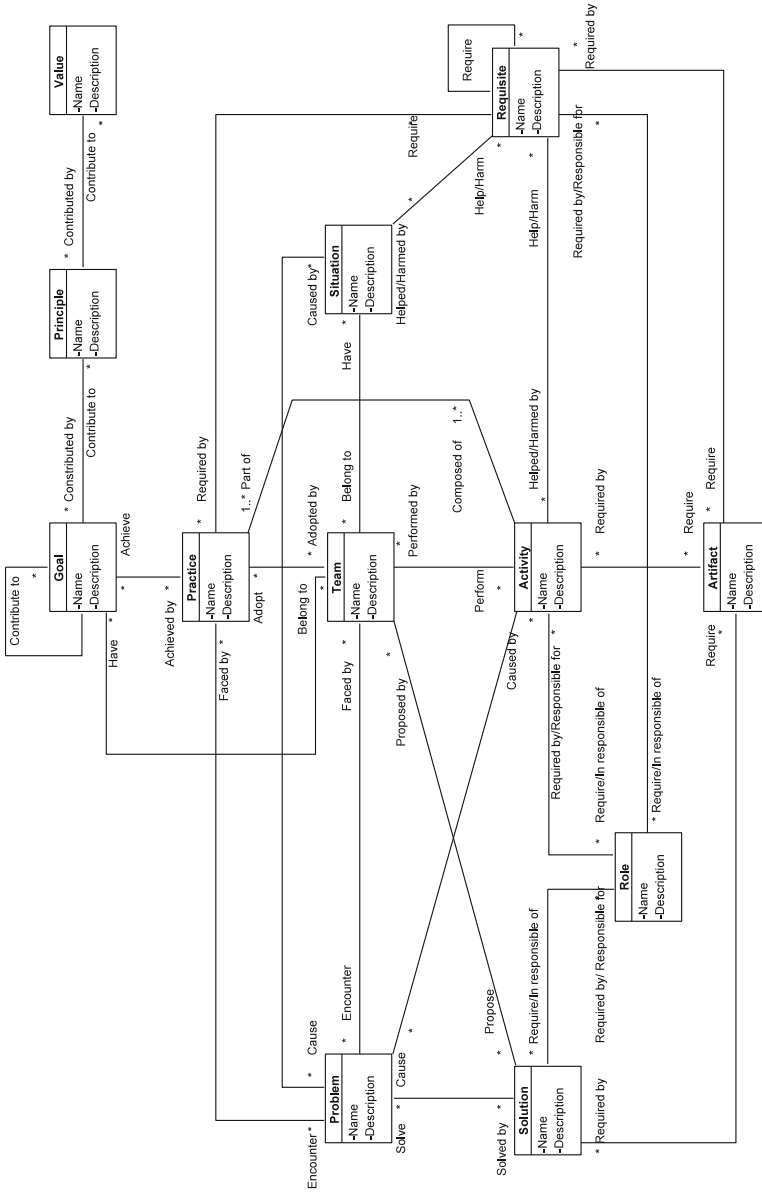 Contribute to
*
Goal
-Name
-Description
* Constributed by
Contribute to
*
Principle
-Name
-Description
* Contributed by
Contribute to
*
Value
-Name
-Description
*
Have
*
Achieve
Achieved by
*
Faced by *
Practice
-Name
-Description
* Required by
1..* Part of
Adopt
*
* Adopted by
Belong to
*
Faced by
*
Team
-Name
-Description
Belong to
*
Have
*
Situation
-Name
-Description
Caused by*
Helped/Harmed by
*
Require
*
Help/Harm
*
Requisite
-Name
-Description
Require
*
*
Required by
*
Help/Harm
Required by/Responsible for
*
*
Proposed by
*
Performed by
Perform
*
Composed of
1..*
Caused by
*
Activity
-Name
-Description
*
Helped/Harmed by
Required by/Responsible for
*
*
Required by
*
Require
Artifact
-Name
-Description
*
Require
Require
*
*
Require/In responsible of
* Require/In responsible of
Role
-Name
-Description
Encounter*
*
Cause
*
Encounter
Problem
-Name
-Description
Cause
*
Solve
*
Solved by
*
Propose
*
Solution
-Name
-Description
* Require/In responsible of
Required by/ Responsible for
* Required by